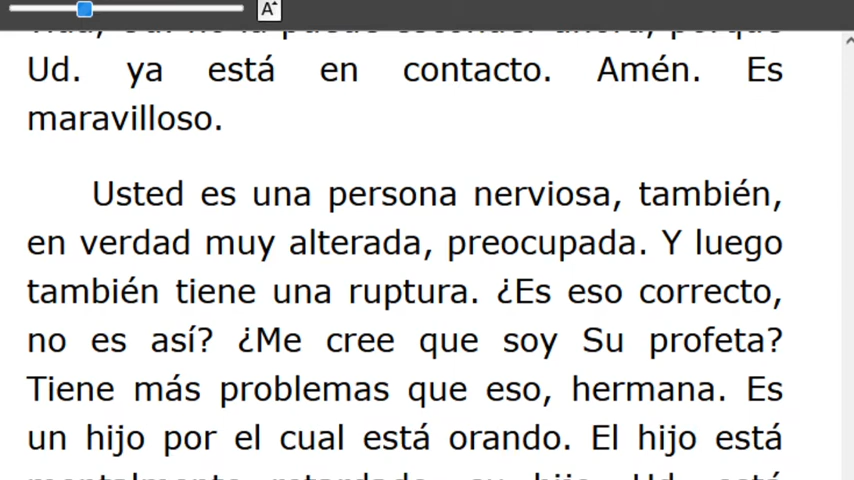 A
Ud. ya está en contacto. Amén. Es
maravilloso.
Usted es una persona nerviosa, también,
en verdad muy alterada, preocupada. Y luego
también tiene una ruptura. ¿Es eso correcto,
no es así? ¿Me cree que soy Su profeta?
Tiene más problemas que eso, hermana. Es
un hijo por el cual está orando. El hijo está